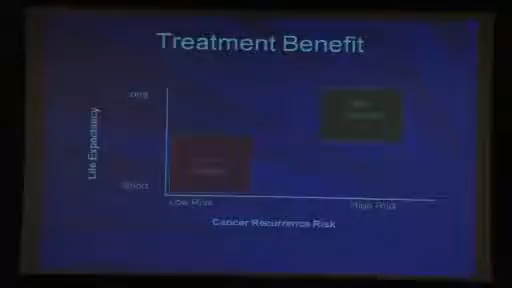 Treatment Benefit
Long
Life Expectancy
Short
Low Risk
High Risk
Cancer Recurrence Risk